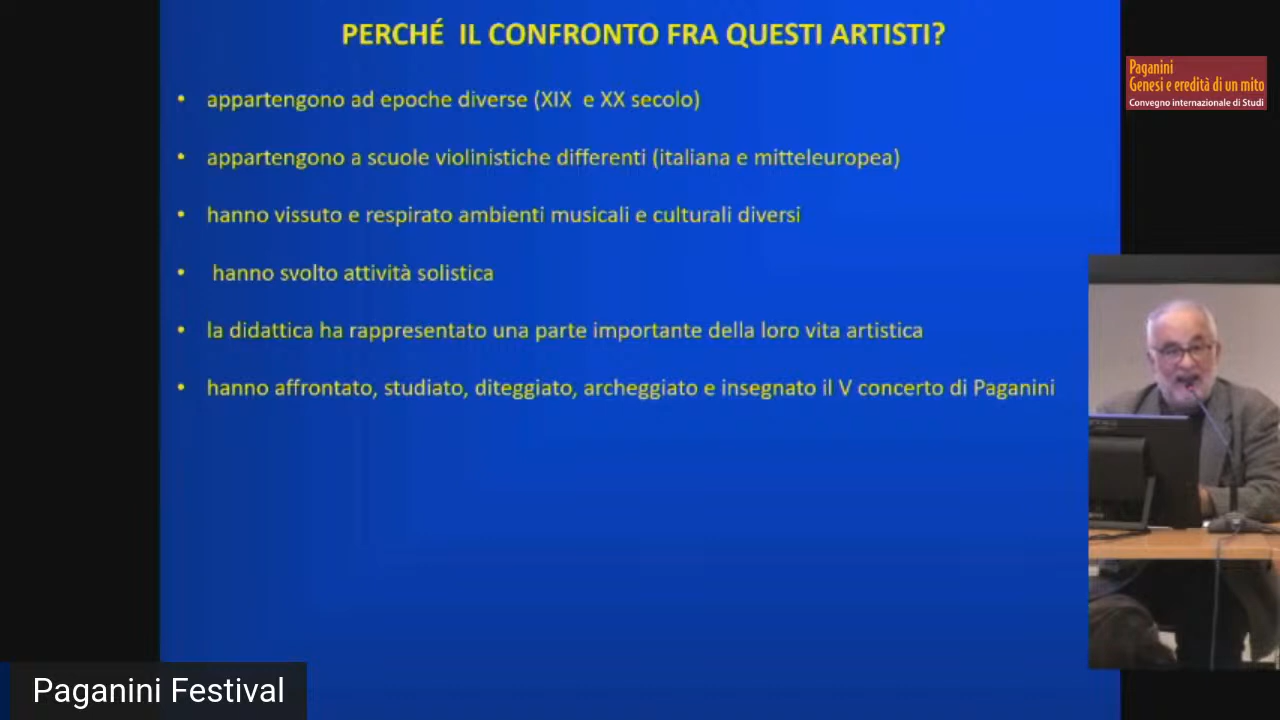 PERCHÉ IL CONFRONTO FRA QUESTI ARTISTI?
• appartengono ad epoche diverse (XIX e XX secolo)
• appartengono a scuole violinistiche differenti (italiana e mitteleuropea)
• hanno vissuto e respirato ambienti musicali e culturali diversi
• hanno svolto attività solistica
• la didattica ha rappresentato una parte importante della loro vita artistica
• hanno affrontato, studiato, diteggiato, archeggiato e insegnato il V concerto di Paganini
Paganini
Genesi e eredità di un mito
Convegno internazionale di Studi
Paganini Festival